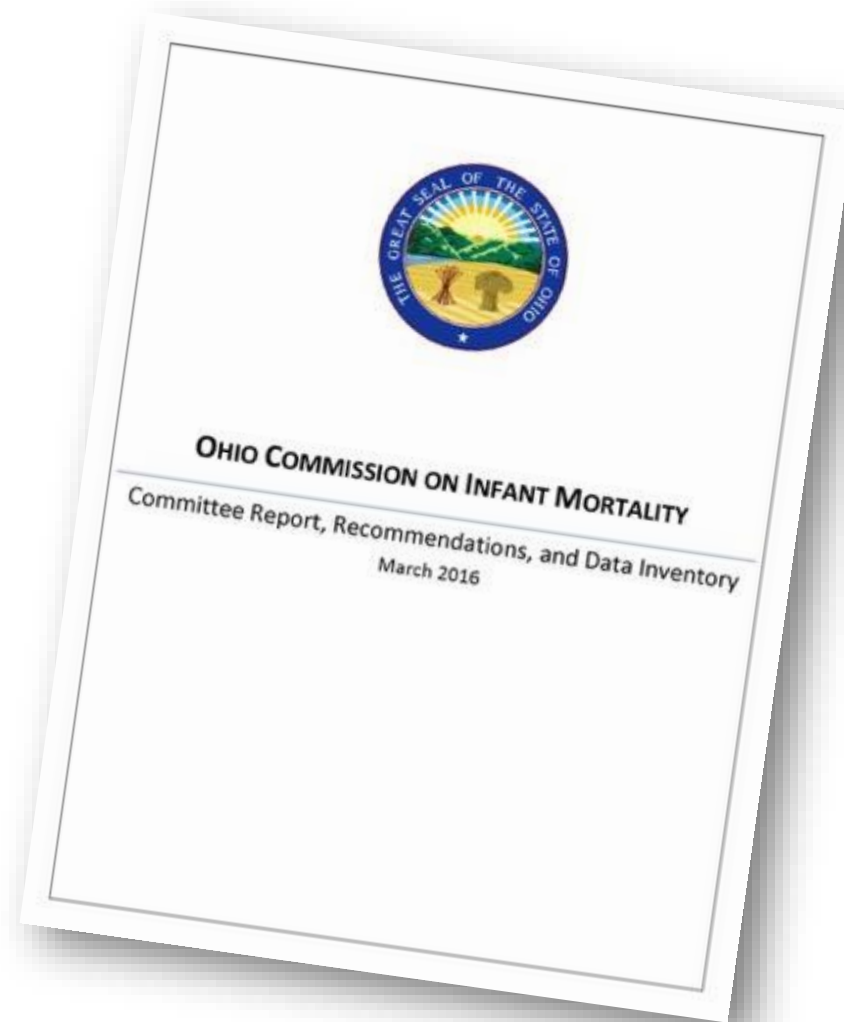 THE GREAT SEAL OF THE STATE OF OHIO
OHIO COMMISSION ON INFANT MORTALITY
Committee Report, Recommendations, and Data Inventory
March 2016